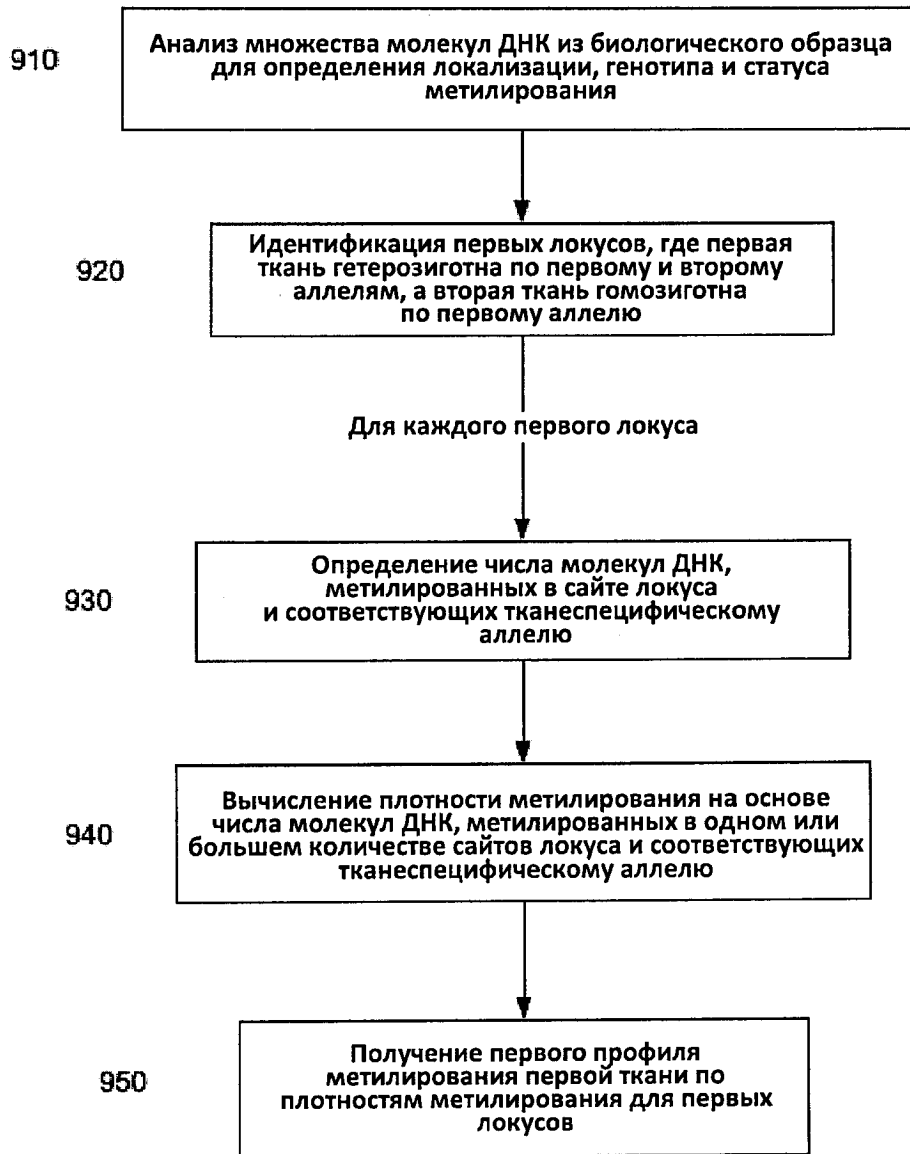 910
Анализ множества молекул ДНК из биологического образца
для определения локализации, генотипа и статуса
метилирования
920
Идентификация первых локусов, где первая
ткань гетерозиготна по первому и второму
аллелям, а вторая ткань гомозиготна
по первому аллелю
Для каждого первого локуса
930
Определение числа молекул ДНК,
метилированных в сайте локуса
и соответствующих тканеспецифическому
аллелю
940
Вычисление плотности метилирования на основе
числа молекул ДНК, метилированных в одном или
большем количестве сайтов локуса и соответствующих
тканеспецифическому аллелю
950
Получение первого профиля
метилирования первой ткани по
плотностям метилирования для первых
локусов